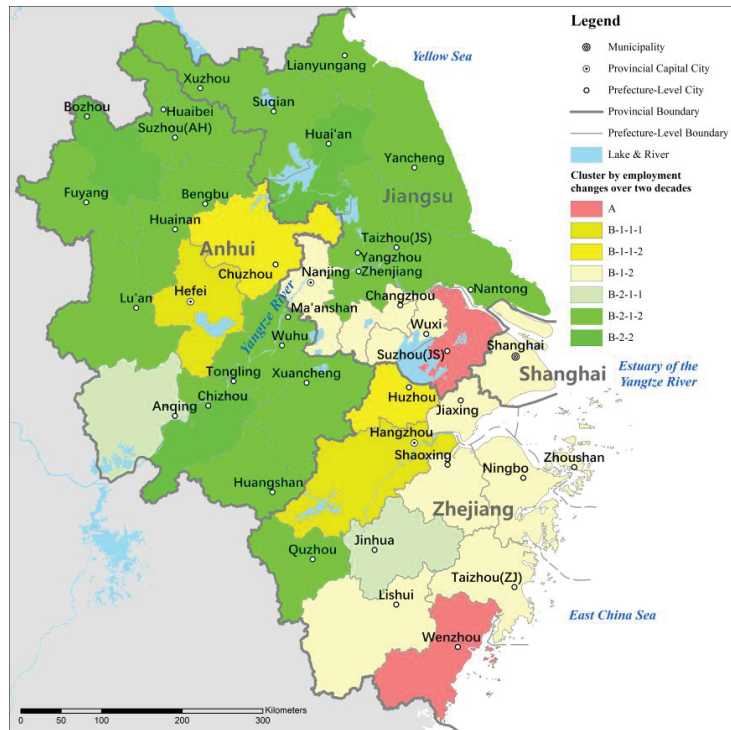 Legend
Municipality
Provincial Capital City
Prefecture-Level City
Provincial Boundary
Prefecture-Level Boundary
Lake & River
Cluster by employment
changes over two decades
A
B-1-1-1
B-1-1-2
B-1-2
B-2-1-1
B-2-1-2
B-2-2
Yellow Sea
Lianyungang
Xuzhou
Suqian
Bozhou
Huaibei
Suzhou(AH)
Huai'an
Yancheng
Jiangsu
Fuyang
Bengbu
Huainan
Anhui
Taizhou(JS)
Yangzhou
Chuzhou
Nanjing
Zhenjiang
Nantong
Hefei
Lu'an
Yangtze River
Ma'anshan
Changzhou
Wuxi
Wuhu
Suzhou(JS)
Shanghai
Shanghai
Estuary of the
Yangtze River
Tongling
Xuancheng
Chizhou
Anqing
Huzhou
Jiaxing
Hangzhou
Shaoxing
Ningbo
Zhoushan
Huangshan
Zhejiang
Quzhou
Jinhua
Taizhou(ZJ)
Lishui
East China Sea
Wenzhou
Kilometers
0 50 100 200 300